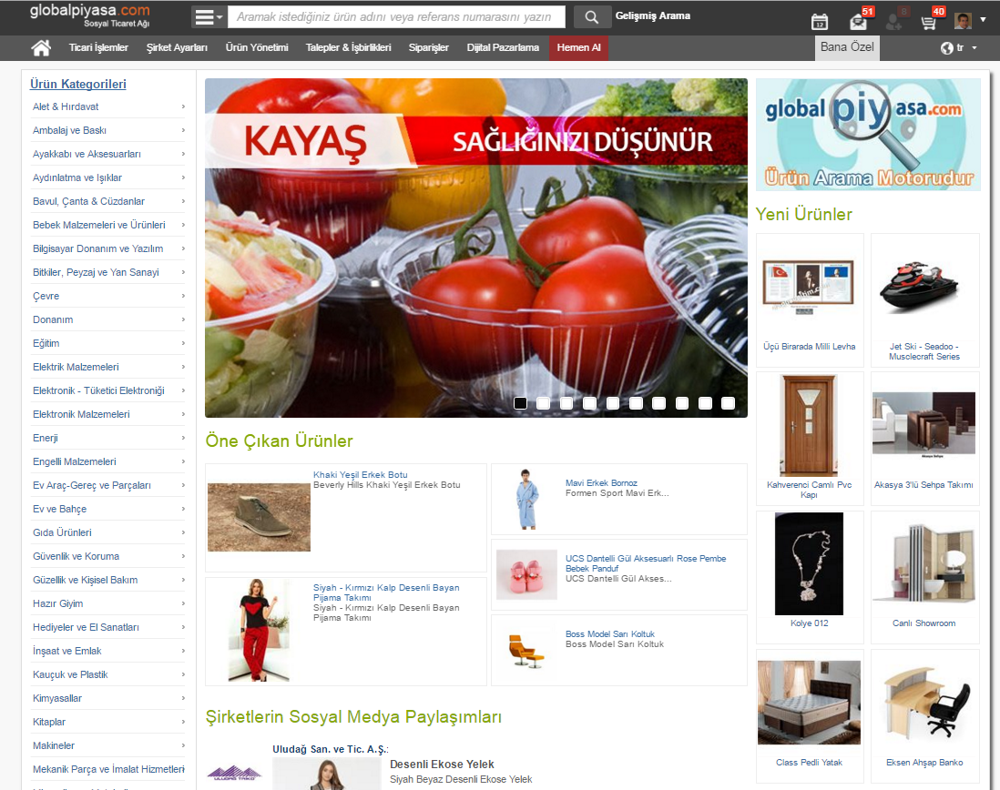 globalpiyasa.com
Sosyal Ticaret Ağı
Aramak istediğiniz ürün adını veya referans numarasını yazın
Gelişmiş Arama
12
51
8
40
Ticari İşlemler
Şirket Ayarları
Ürün Yönetimi
Talepler & İşbirlikleri
Siparişler
Dijital Pazarlama
Hemen Al
Bana Özel
tr
Ürün Kategorileri
Alet & Hırdavat
Ambalaj ve Baskı
Ayakkabı ve Aksesuarları
Aydınlatma ve Işıklar
Bavul, Çanta & Cüzdanlar
Bebek Malzemeleri ve Ürünleri
Bilgisayar Donanım ve Yazılım
Bitkiler, Peyzaj ve Yan Sanayi
Çevre
Donanım
Eğitim
Elektrik Malzemeleri
Elektronik - Tüketici Elektroniği
Elektronik Malzemeleri
Enerji
Engelli Malzemeleri
Ev Araç-Gereç ve Parçaları
Ev ve Bahçe
Gıda Ürünleri
Güvenlik ve Koruma
Güzellik ve Kişisel Bakım
Hazır Giyim
Hediyeler ve El Sanatları
İnşaat ve Emlak
Kauçuk ve Plastik
Kimyasallar
Kitaplar
Makineler
Mekanik Parça ve İmalat Hizmetleri
KAYAŞ
SAĞLIĞINIZI DÜŞÜNÜR
Öne Çıkan Ürünler
Khaki Yeşil Erkek Botu
Beverly Hills Khaki Yeşil Erkek Botu
Siyah - Kırmızı Kalp Desenli Bayan
Pijama Takımı
Siyah - Kırmızı Kalp Desenli Bayan
Pijama Takımı
Mavi Erkek Bornoz
Formen Sport Mavi Erk...
UCS Dantelli Gül Aksesuarlı Rose Pembe
Bebek Panduf
UCS Dantelli Gül Akses...
Boss Model Sarı Koltuk
Boss Model Sarı Koltuk
Şirketlerin Sosyal Medya Paylaşımları
Uludağ San. ve Tic. A.Ş.:
ULUDAĞ TRİKO
Desenli Ekose Yelek
Siyah Beyaz Desenli Ekose Yelek
globalpiyasa.com
Ürün Arama Motorudur
Yeni Ürünler
Üçü Birarada Milli Levha
Jet Ski - Seadoo -
Musclecraft Series
Kahverenci Camlı Pvc
Kapı
Akasya Sehpa
Akasya 3'lü Sehpa Takımı
Kolye 012
Canlı Showroom
Class Pedli Yatak
Eksen Ahşap Banko